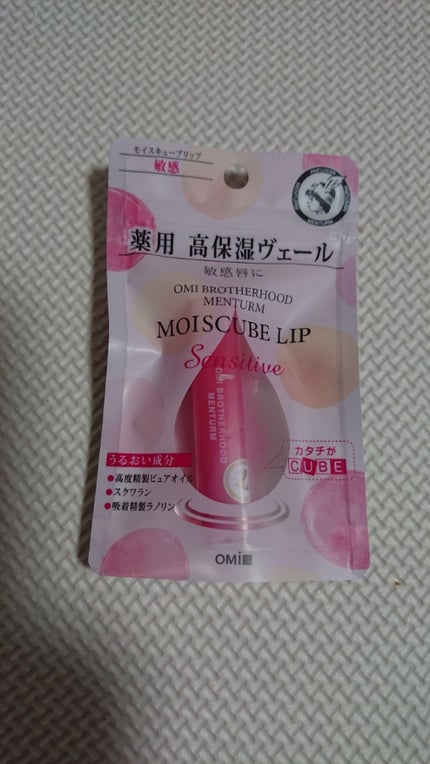 モイスキューブリップ
敏感
MENTURM
薬用 高保湿ヴェール
敏感唇に
OMI BROTHERHOOD
MENTURM
MOISCUBE LIP
Sensitive
OMI BROTHERHOOD
MENTURM
カタチが
CUBE
うるおい成分
●高度精製ピュアオイル
●スクワラン
●吸着精製ラノリン
OMI